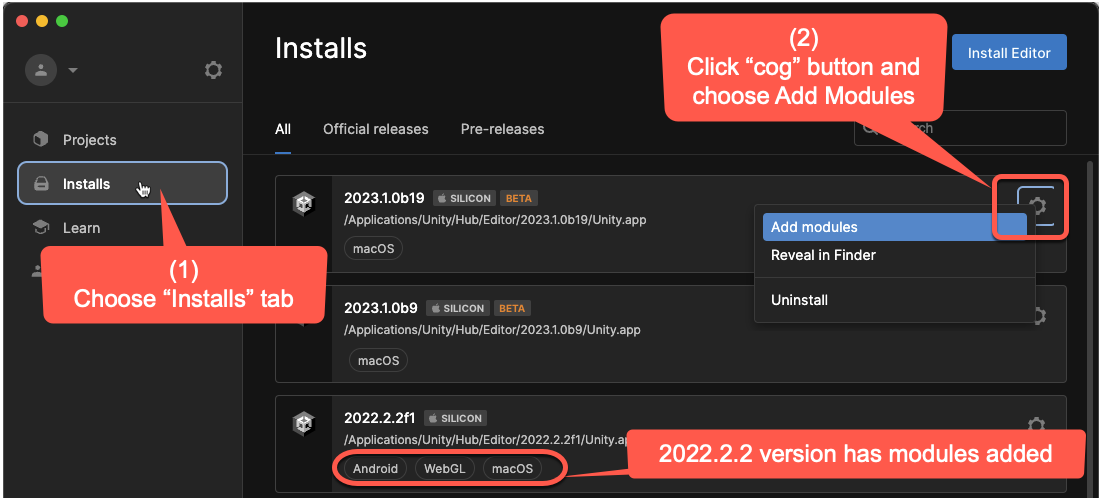 Installs
(2)
Click “cog” button and
choose Add Modules
Install Editor
All
Official releases
Pre-releases
Projects
Installs
Learn
(1)
Choose “Installs” tab
2023.1.0b19 SILICON BETA
/Applications/Unity/Hub/Editor/2023.1.0b19/Unity.app
macOS
Add modules
Reveal in Finder
Uninstall
2023.1.0b9 SILICON BETA
/Applications/Unity/Hub/Editor/2023.1.0b9/Unity.app
macOS
2022.2.2f1 SILICON
/Applications/Unity/Hub/Editor/2022.2.2f1/Unity.ap
Android WebGL macOS
2022.2.2 version has modules added